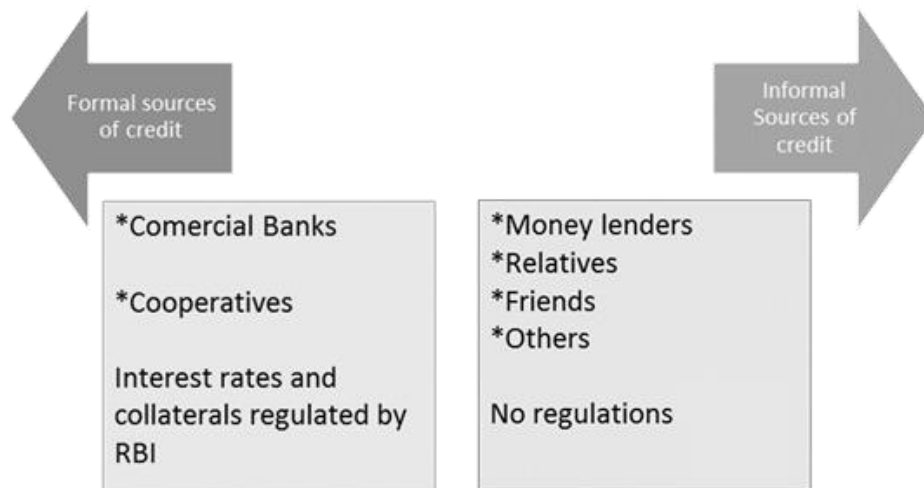 Formal sources
of credit
Informal
Sources of
credit
*Comercial Banks
*Cooperatives
Interest rates and
collaterals regulated by
RBI
*Money lenders
*Relatives
*Friends
*Others
No regulations